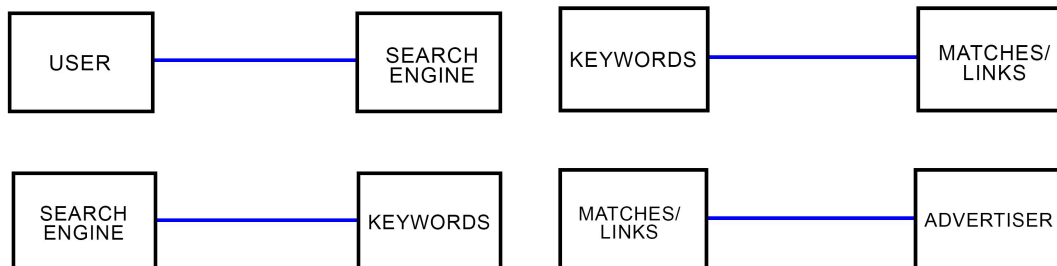 USER
SEARCH
ENGINE
KEYWORDS
MATCHES/
LINKS
SEARCH
ENGINE
KEYWORDS
MATCHES/
LINKS
ADVERTISER